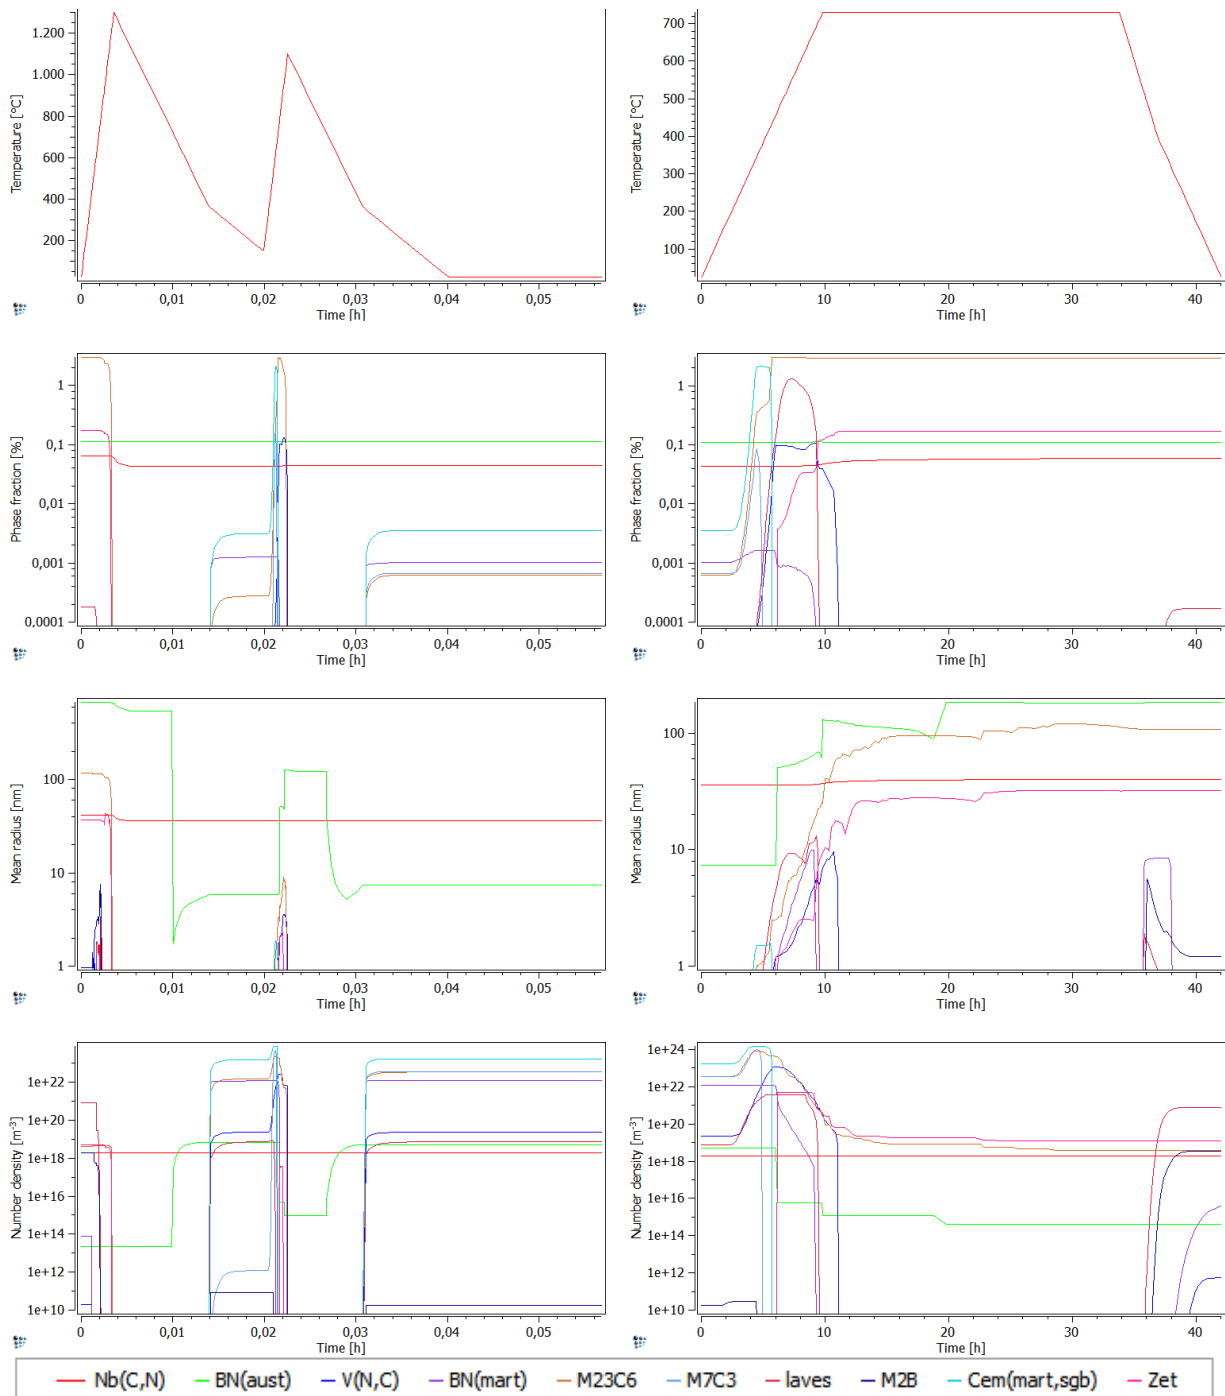 1.200
1.000
800
600
400
200
Temperature [°C]
0 0,01 0,02 0,03 0,04 0,05
Time [h]
700
600
500
400
300
200
100
Temperature [°C]
0 10 20 30 40
Time [h]
1
0,1
0,01
0,001
0,0001
Phase fraction [%]
0 0,01 0,02 0,03 0,04 0,05
Time [h]
1
0,1
0,01
0,001
0,0001
Phase fraction [%]
0 10 20 30 40
Time [h]
100
10
1
Mean radius [nm]
0 0,01 0,02 0,03 0,04 0,05
Time [h]
100
10
1
Mean radius [nm]
0 10 20 30 40
Time [h]
1e+22
1e+20
1e+18
1e+16
1e+14
1e+12
1e+10
Number density [m⁻³]
0 0,01 0,02 0,03 0,04 0,05
Time [h]
1e+24
1e+22
1e+20
1e+18
1e+16
1e+14
1e+12
1e+10
Number density [m⁻³]
0 10 20 30 40
Time [h]
Nb(C,N) BN(aust) V(N,C) BN(mart) M23C6 M7C3 laves M2B Cem(mart,sgb) Zet